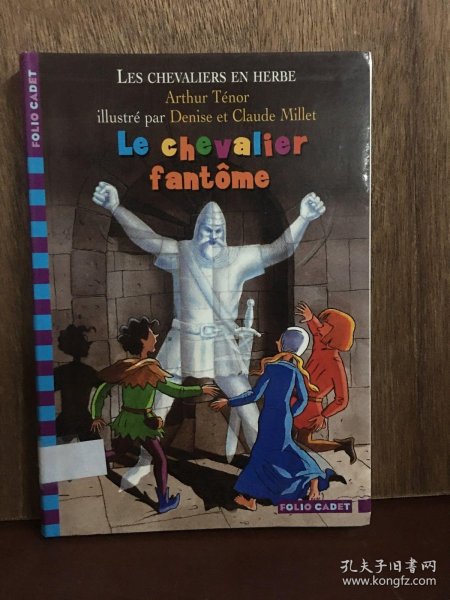 FOLIO CADET
LES CHEVALIERS EN HERBE
Arthur Ténor
illustré par Denise et Claude Millet
Le chevalier
fantôme
FOLIO CADET
孔夫子旧书网
www.kongfz.com